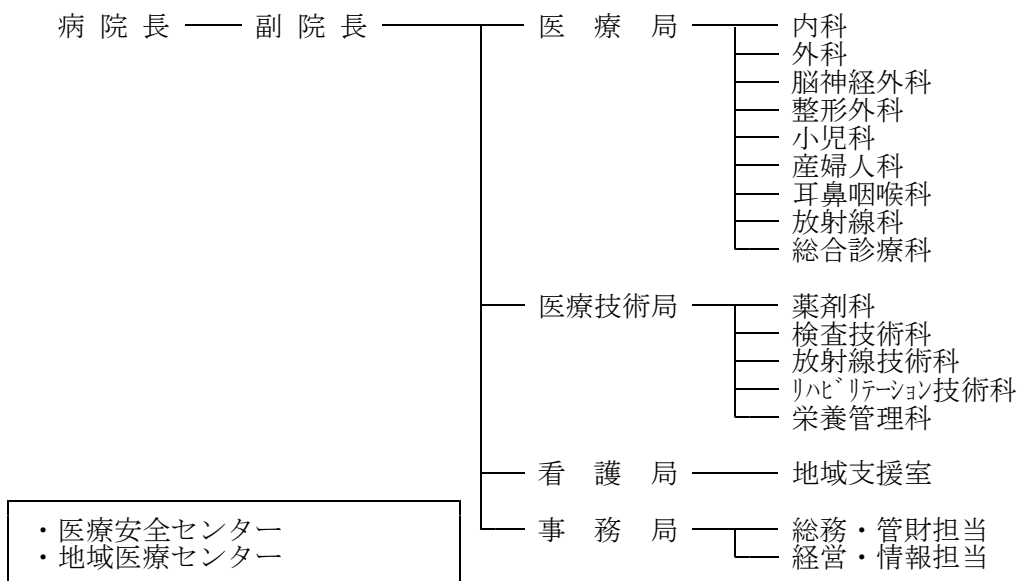 病院長 副院長 医療局 内科
外科
脳神経外科
整形外科
小児科
産婦人科
耳鼻咽喉科
放射線科
総合診療科
医療技術局 薬剤科
検査技術科
放射線技術科
ﾘﾊﾋﾞﾘﾃｰｼｮﾝ技術科
栄養管理科
看護局 地域支援室
事務局 総務・管財担当
経営・情報担当
・医療安全センター
・地域医療センター